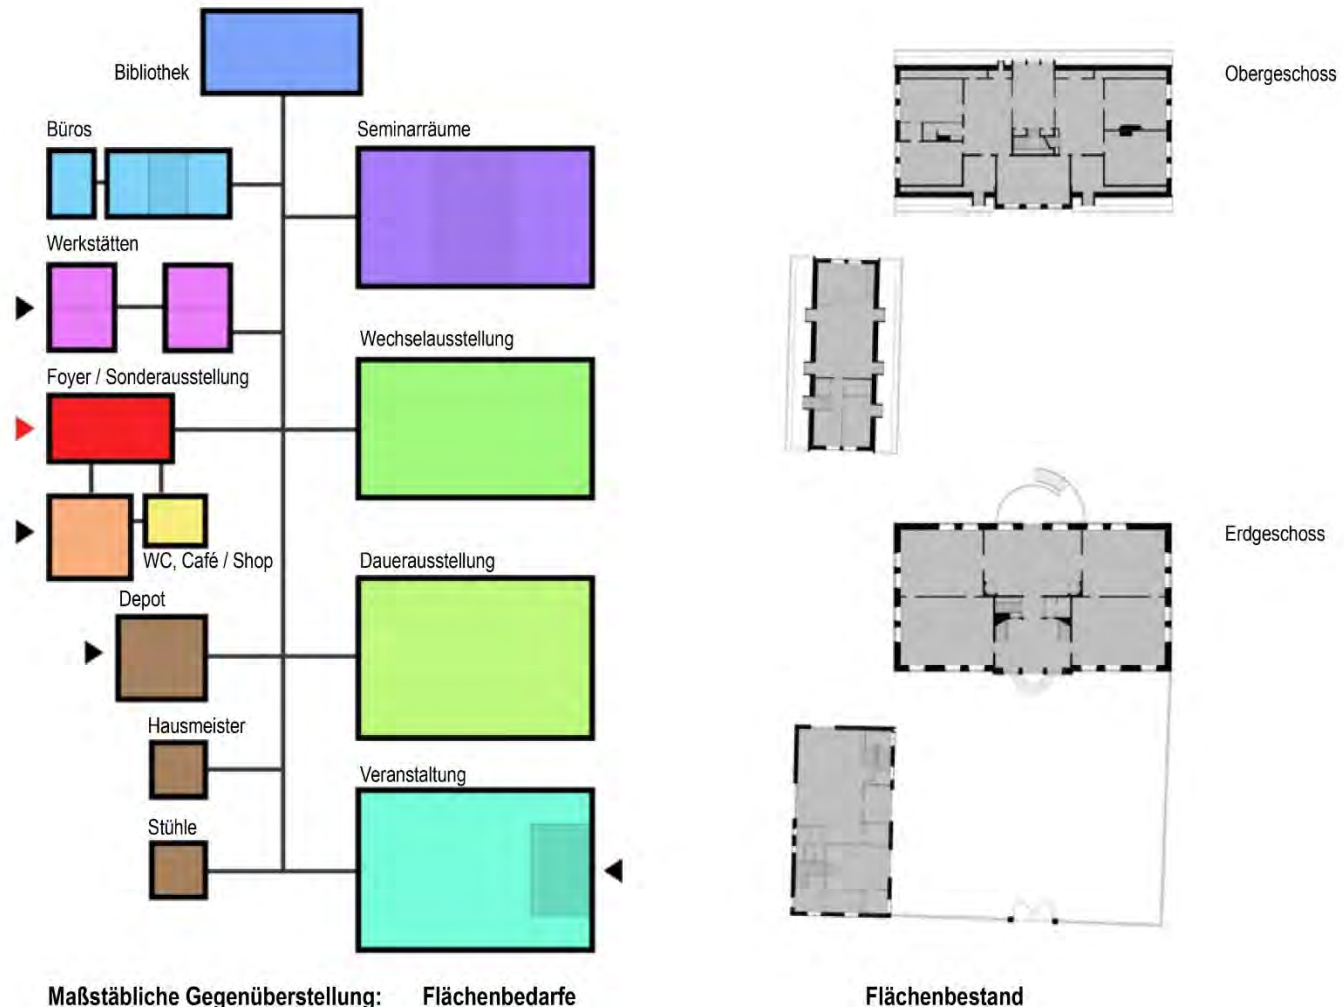 Bibliothek
Büros
Seminarräume
Werkstätten
Wechselausstellung
Foyer / Sonderausstellung
WC, Café / Shop
Dauerausstellung
Depot
Hausmeister
Veranstaltung
Stühle
Obergeschoss
Erdgeschoss
Maßstäbliche Gegenüberstellung: Flächenbedarfe Flächenbestand